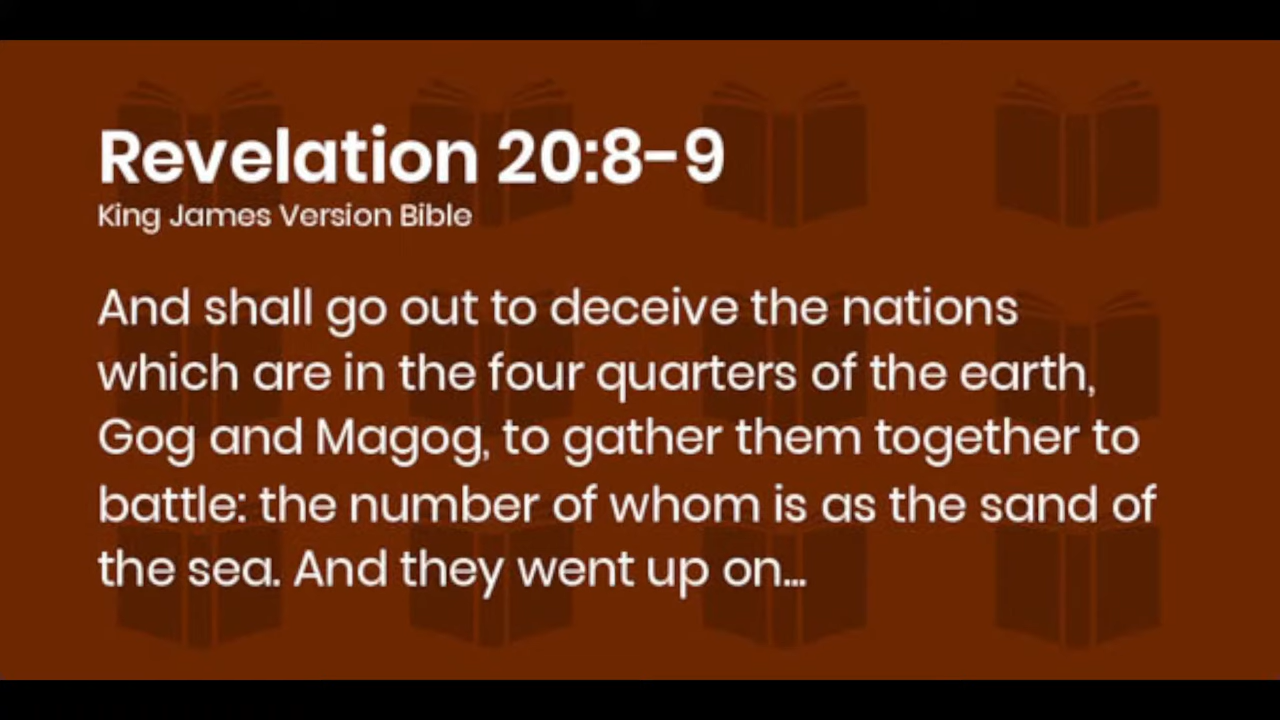 Revelation 20:8-9
King James Version Bible
And shall go out to deceive the nations
which are in the four quarters of the earth,
Gog and Magog, to gather them together to
battle: the number of whom is as the sand of
the sea. And they went up on...